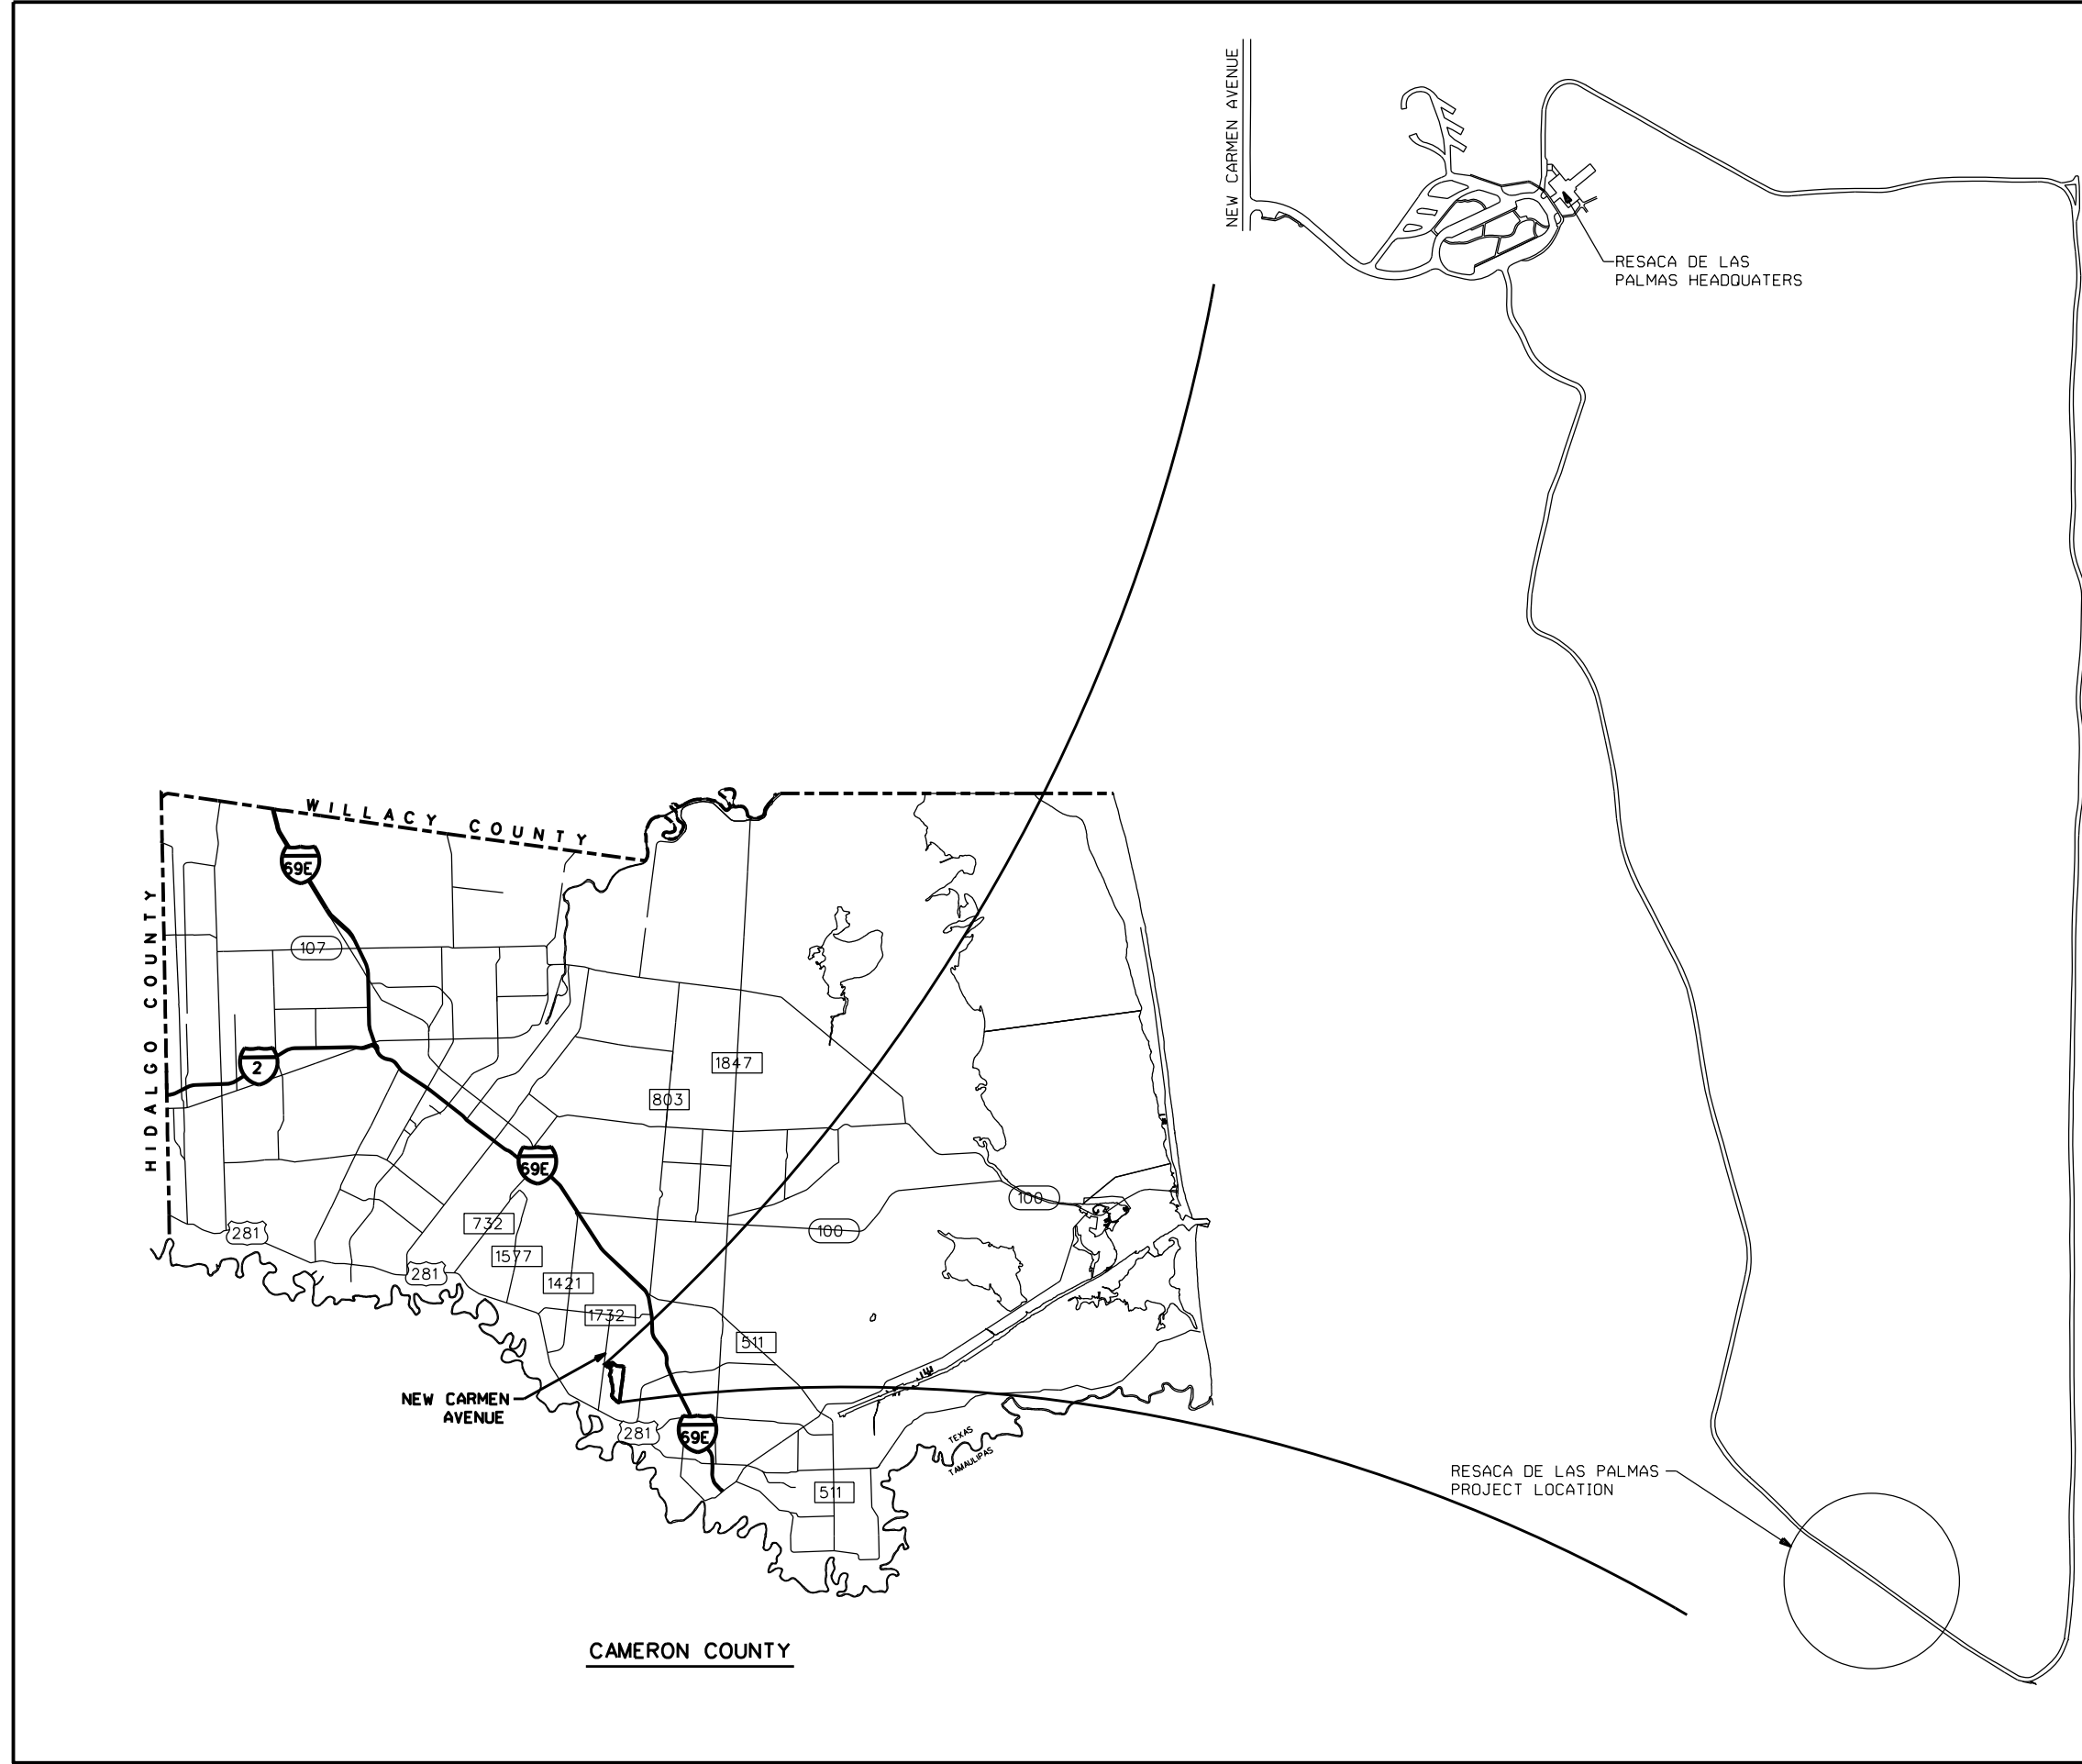 NEW CARMEN AVENUE
RESACA DE LAS
PALMAS HEADQUATERS
WILLACY COUNTY
69E
HIDALGO COUNTY
107
2
1847
803
69E
100
100
732
281
1577
281
1421
1732
511
NEW CARMEN
AVENUE
281
69E
TEXAS
TAMAULIPAS
511
RESACA DE LAS PALMAS
PROJECT LOCATION
CAMERON COUNTY